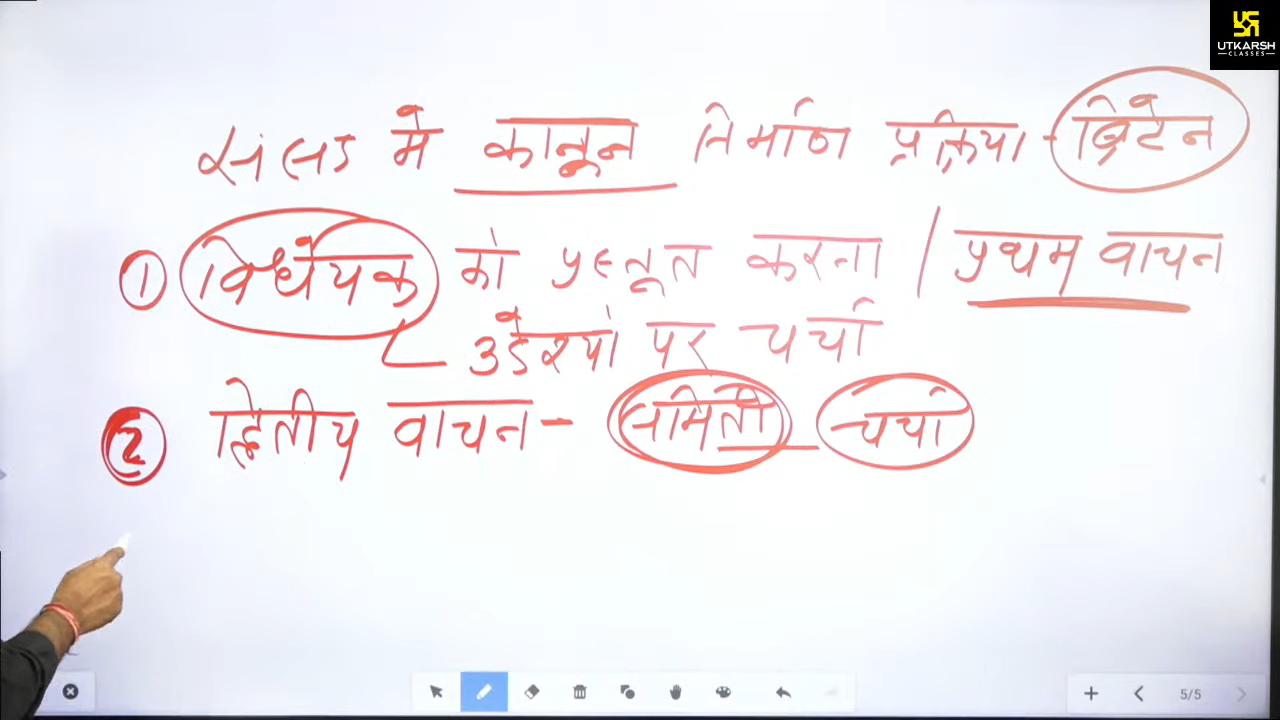 UTKARSH
CLASSES
संसद में कानून निर्माण प्रक्रिया - ब्रिटेन
① विधेयक को प्रस्तुत करना / प्रथम वाचन
उद्देश्यों पर चर्चा
② द्वितीय वाचन - समिती चर्चा
5/5